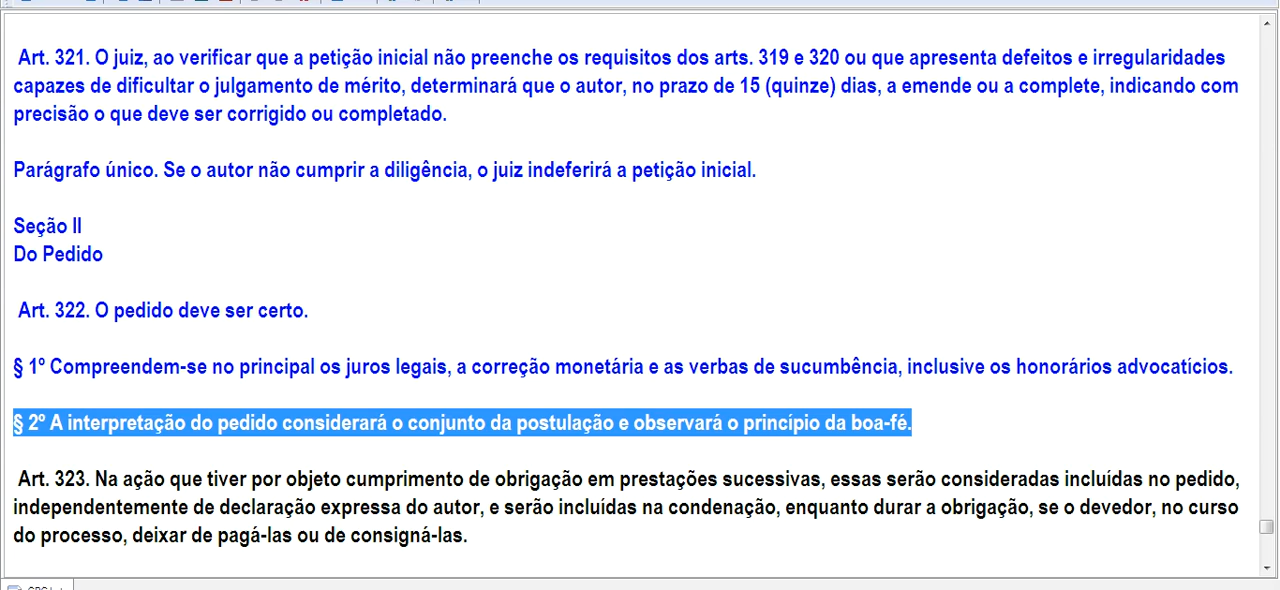 Art. 321. O juiz, ao verificar que a petição inicial não preenche os requisitos dos arts. 319 e 320 ou que apresenta defeitos e irregularidades
capazes de dificultar o julgamento de mérito, determinará que o autor, no prazo de 15 (quinze) dias, a emende ou a complete, indicando com
precisão o que deve ser corrigido ou completado.
Parágrafo único. Se o autor não cumprir a diligência, o juiz indeferirá a petição inicial.
Seção II
Do Pedido
Art. 322. O pedido deve ser certo.
§ 1º Compreendem-se no principal os juros legais, a correção monetária e as verbas de sucumbência, inclusive os honorários advocatícios.
§ 2º A interpretação do pedido considerará o conjunto da postulação e observará o princípio da boa-fé.
Art. 323. Na ação que tiver por objeto cumprimento de obrigação em prestações sucessivas, essas serão consideradas incluídas no pedido,
independentemente de declaração expressa do autor, e serão incluídas na condenação, enquanto durar a obrigação, se o devedor, no curso
do processo, deixar de pagá-las ou de consigná-las.